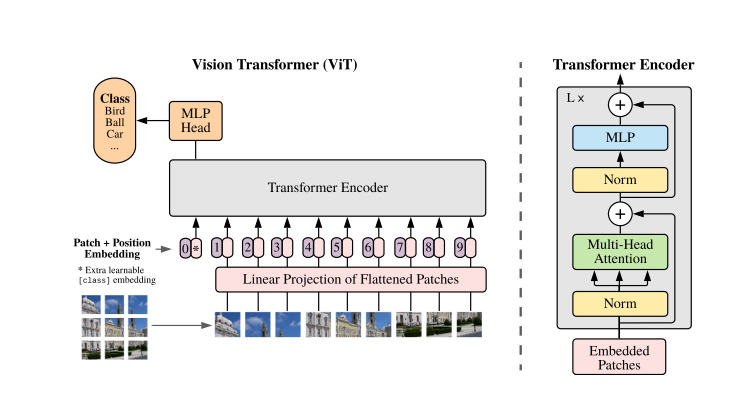 Vision Transformer (ViT)
Class
Bird
Ball
Car
...
MLP
Head
Transformer Encoder
Patch + Position
Embedding
0 * 1 2 3 4 5 6 7 8 9
* Extra learnable
[class] embedding
Linear Projection of Flattened Patches
Transformer Encoder
L ×
+
MLP
Norm
+
Multi-Head
Attention
Norm
Embedded
Patches